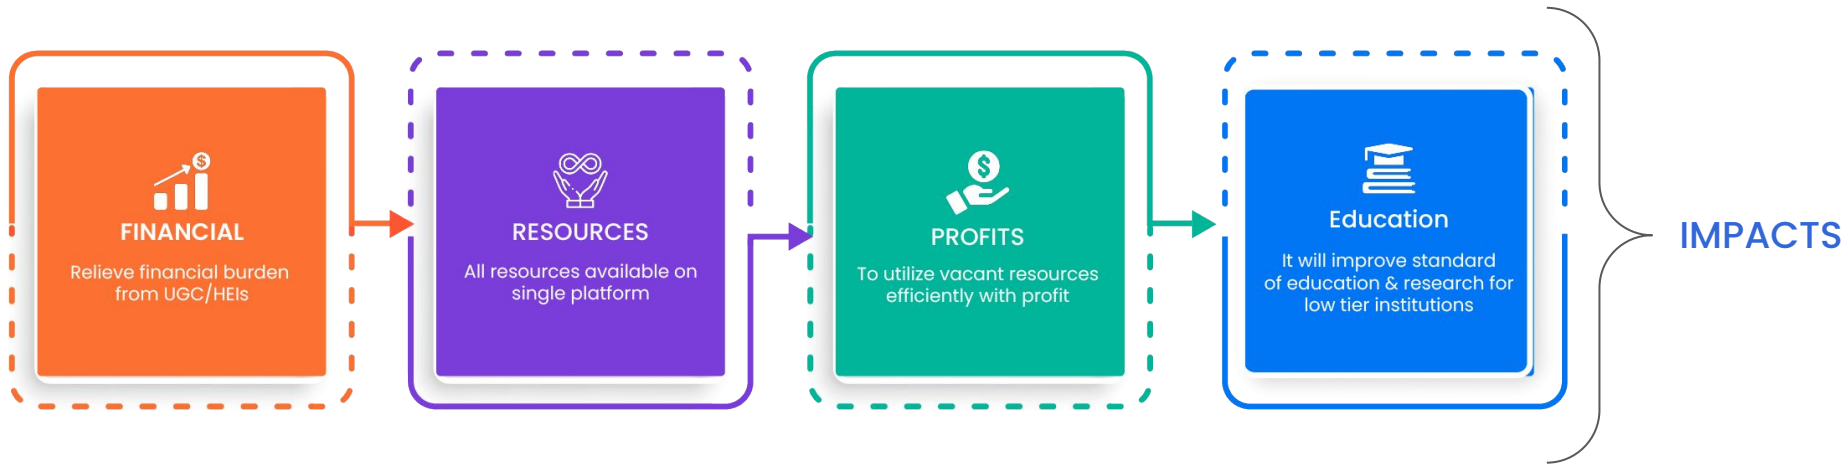 FINANCIAL
Relieve financial burden
from UGC/HEIs
RESOURCES
All resources available on
single platform
PROFITS
To utilize vacant resources
efficiently with profit
Education
It will improve standard
of education & research for
low tier institutions
IMPACTS